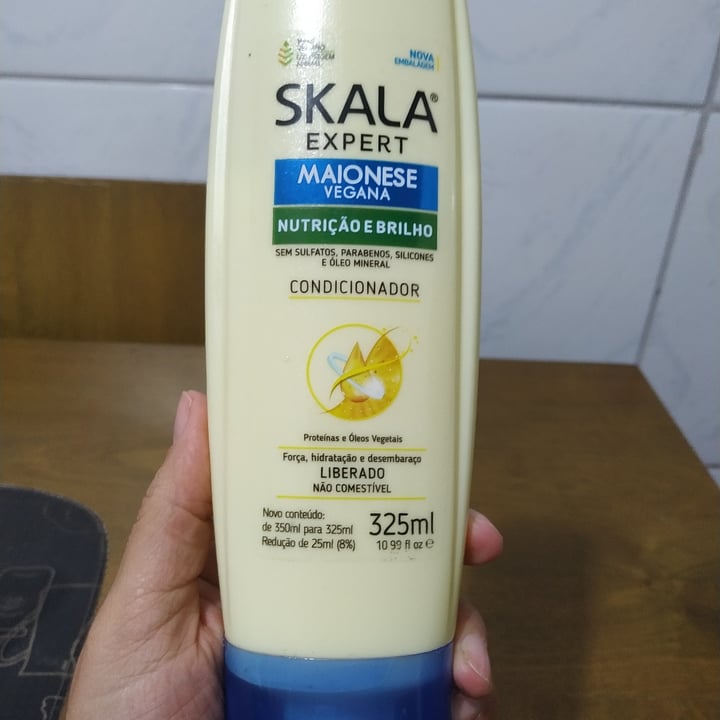 NOVA
EMBALAGEM
SKALA®
EXPERT
MAIONESE
VEGANA
NUTRIÇÃO E BRILHO
SEM SULFATOS, PARABENOS, SILICONES
E ÓLEO MINERAL
CONDICIONADOR
Proteínas e Óleos Vegetais
Força, hidratação e desembaraço
LIBERADO
NÃO COMESTÍVEL
Novo conteúdo:
de 350ml para 325ml
Redução de 25ml (8%)
325ml
10.99 fl oz e